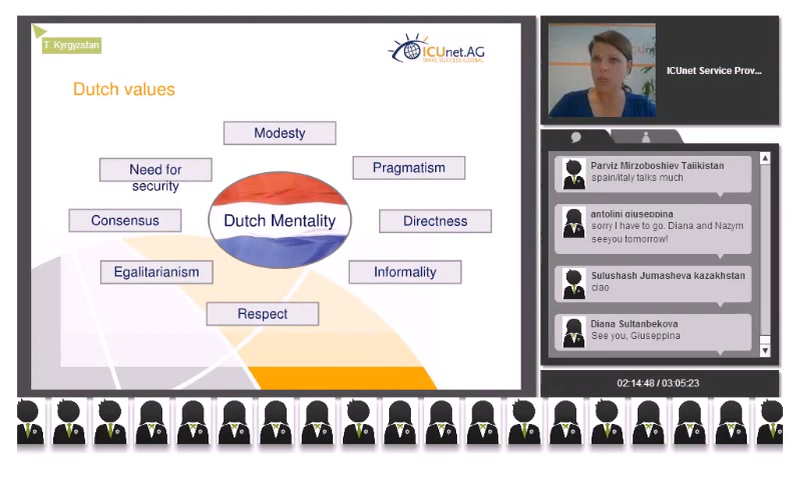 T. Kyrgyzstan
ICUnet.AG
MAKE SUCCESS GLOBAL
Dutch values
Modesty
Need for
security
Pragmatism
Consensus
Dutch Mentality
Directness
Egalitarianism
Informality
Respect
ICUnet Service Prov...
Parviz Mirzoboshiev Taiikistan
spain/italy talks much
antolini giuseppina
sorry I have to go. Diana and Nazym
seeyou tomorrow!
Sulushash Jumasheva kazakhstan
ciao
Diana Sultanbekova
See you, Giuseppina
02:14:48 / 03:05:23